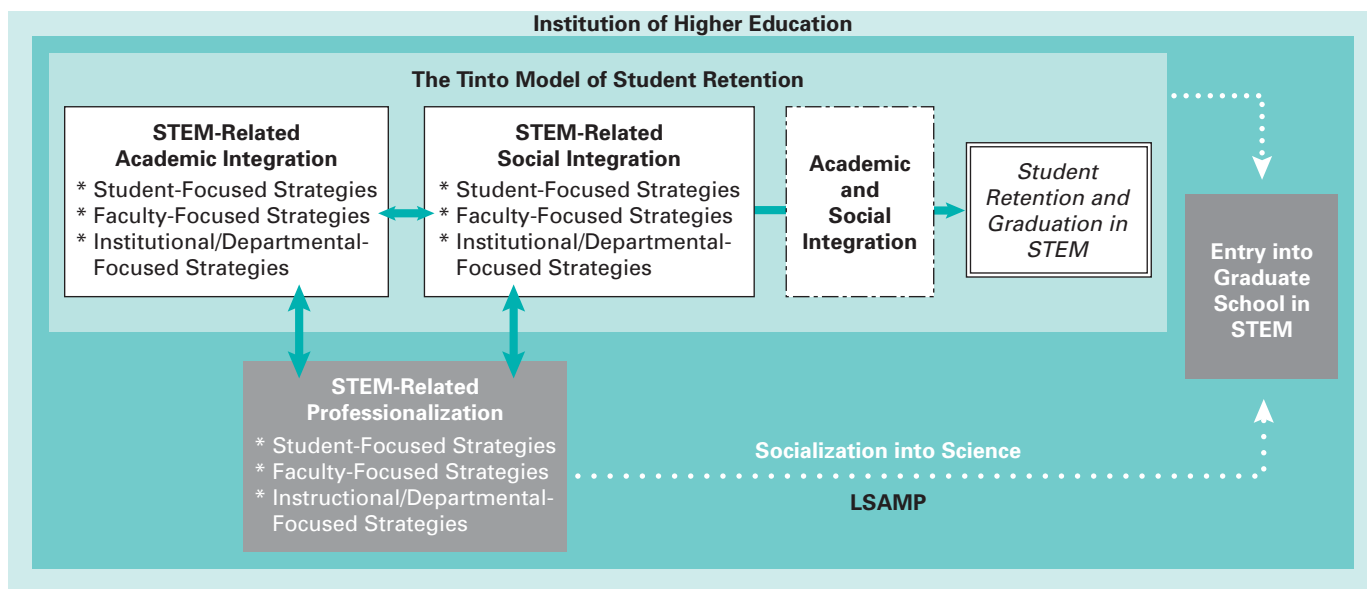 Institution of Higher Education
The Tinto Model of Student Retention
STEM-Related
Academic Integration
* Student-Focused Strategies
* Faculty-Focused Strategies
* Institutional/Departmental-
Focused Strategies
STEM-Related
Social Integration
* Student-Focused Strategies
* Faculty-Focused Strategies
* Institutional/Departmental-
Focused Strategies
Academic
and
Social
Integration
Student
Retention and
Graduation in
STEM
Entry into
Graduate
School in
STEM
STEM-Related
Professionalization
* Student-Focused Strategies
* Faculty-Focused Strategies
* Instructional/Departmental-
Focused Strategies
Socialization into Science
LSAMP